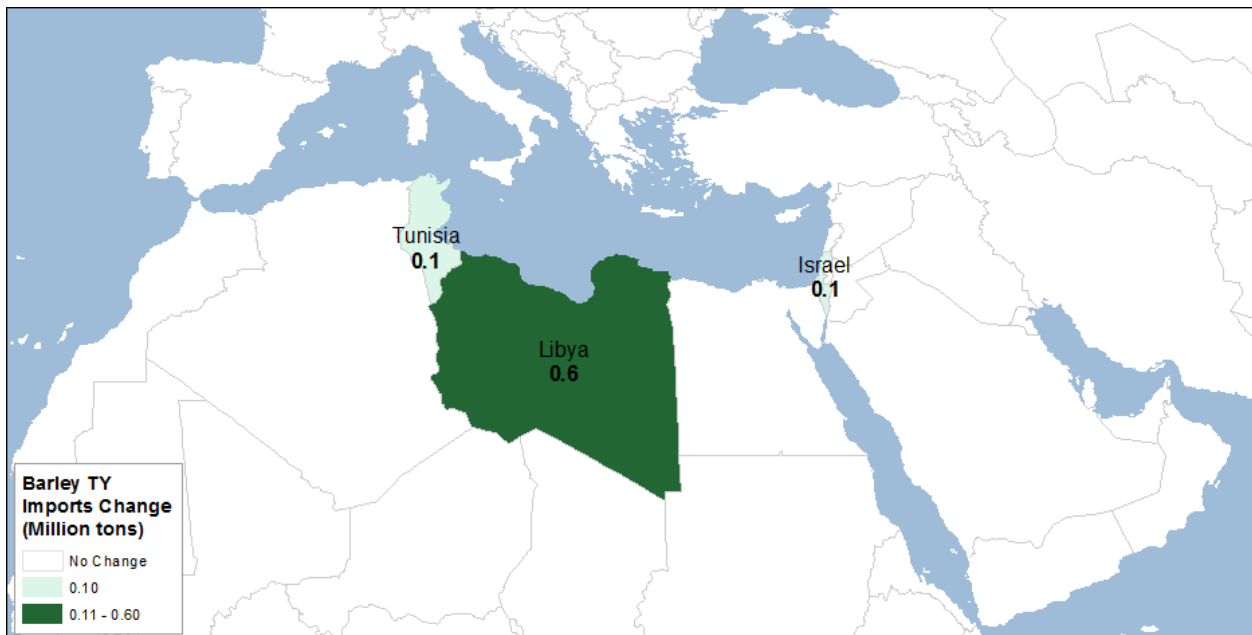 Tunisia
0.1
Israel
0.1
Libya
0.6
Barley TY
Imports Change
(Million tons)
No Change
0.10
0.11 - 0.60